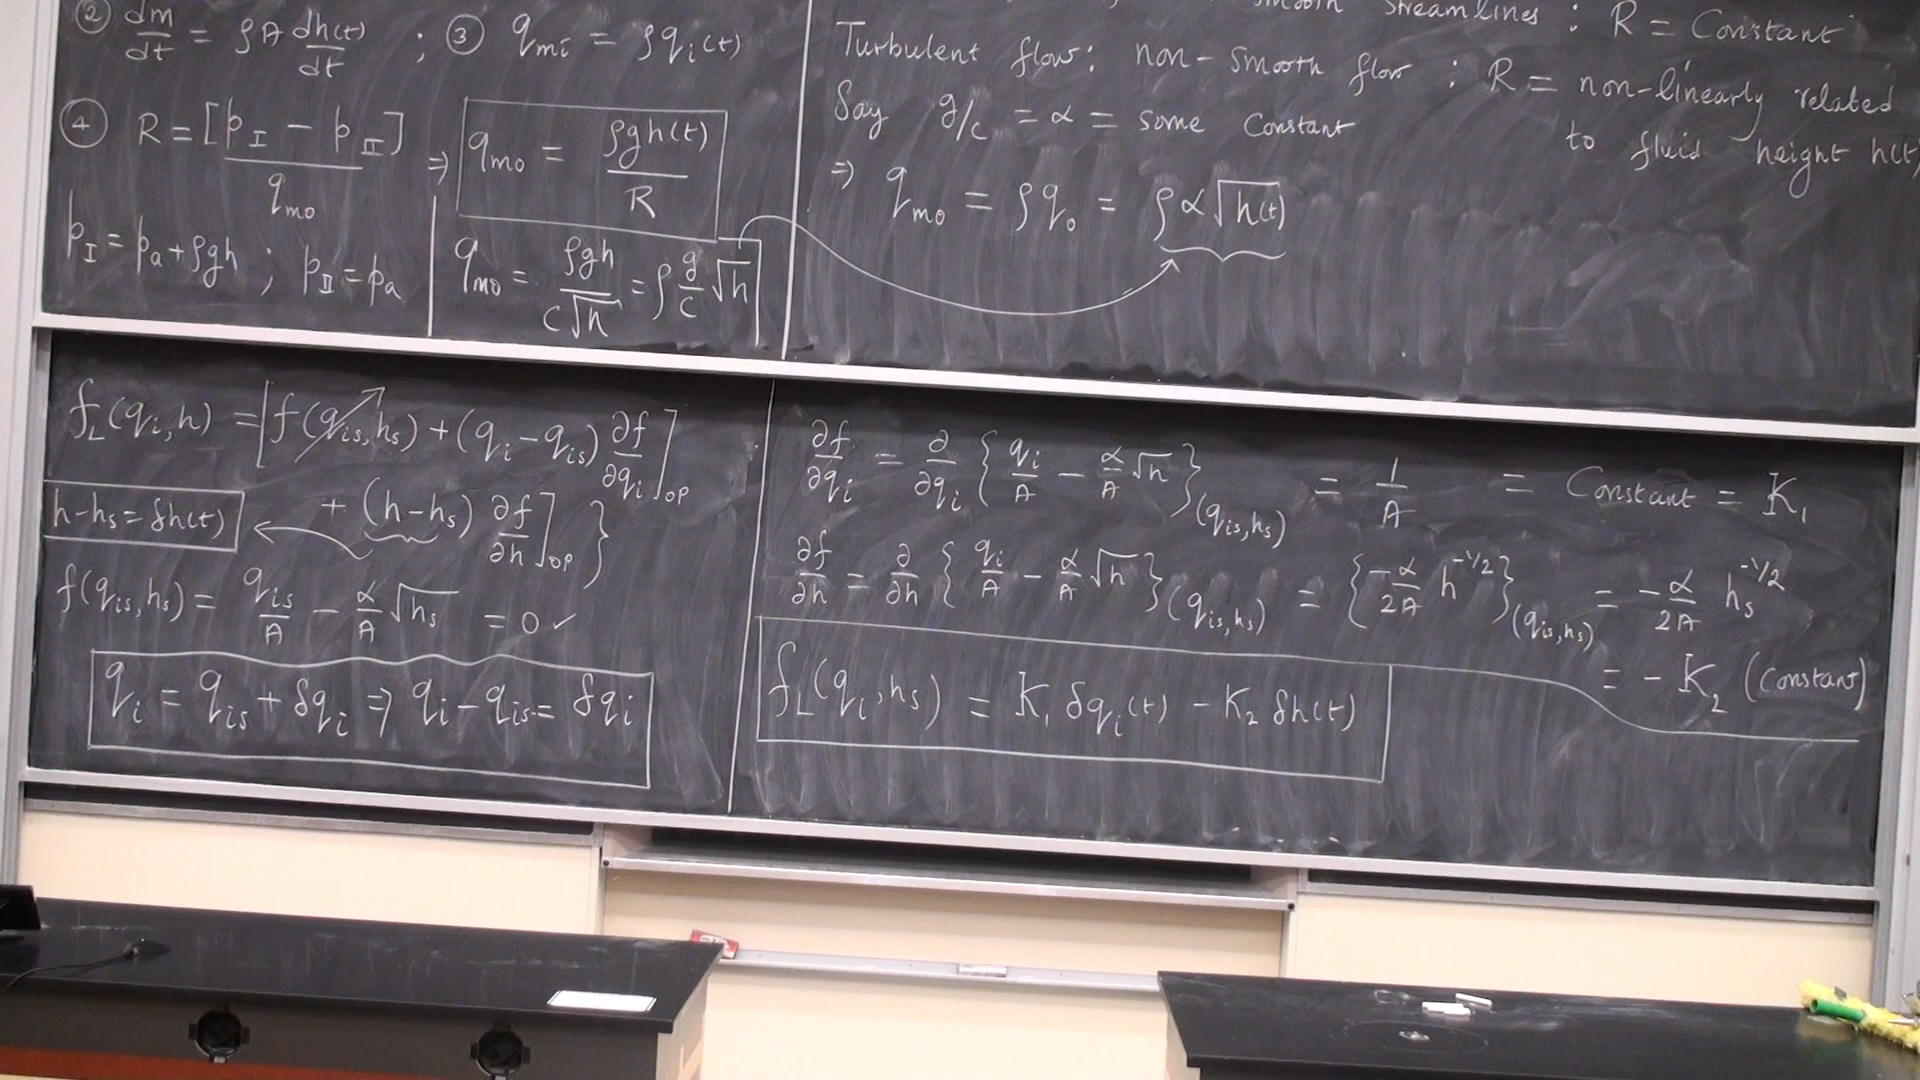 ② dm/dt = ρA dh(t)/dt ; ③ q_mi = ρq_i(t)
④ R = [p_I − p_II]/q_mo ⇒ q_mo = ρgh(t)/R
p_I = p_a + ρgh ; p_II = p_a
q_mo = ρgh/c√h = ρ g/c √h
smooth streamlines : R = Constant
Turbulent flow : non-smooth flow : R = non-linearly related
to fluid height h(t)
Say g/c = α = some Constant
⇒ q_mo = ρq_o = ρα√h(t)
f_L(q_i, h) = [f(q_is, h_s) + (q_i − q_is) ∂f/∂q_i]_OP
+ (h − h_s) ∂f/∂h]_OP }
h − h_s = δh(t)
f(q_is, h_s) = q_is/A − α/A √h_s = 0 ✓
q_i = q_is + δq_i ⇒ q_i − q_is = δq_i
∂f/∂q_i = ∂/∂q_i {q_i/A − α/A √h}_(q_is, h_s) = 1/A = Constant = K_1
∂f/∂h = ∂/∂h {q_i/A − α/A √h}_(q_is, h_s) = {−α/2A h^−1/2}_(q_is, h_s) = −α/2A h_s^−1/2
= −K_2 (Constant)
f_L(q_i, h_s) = K_1 δq_i(t) − K_2 δh(t)